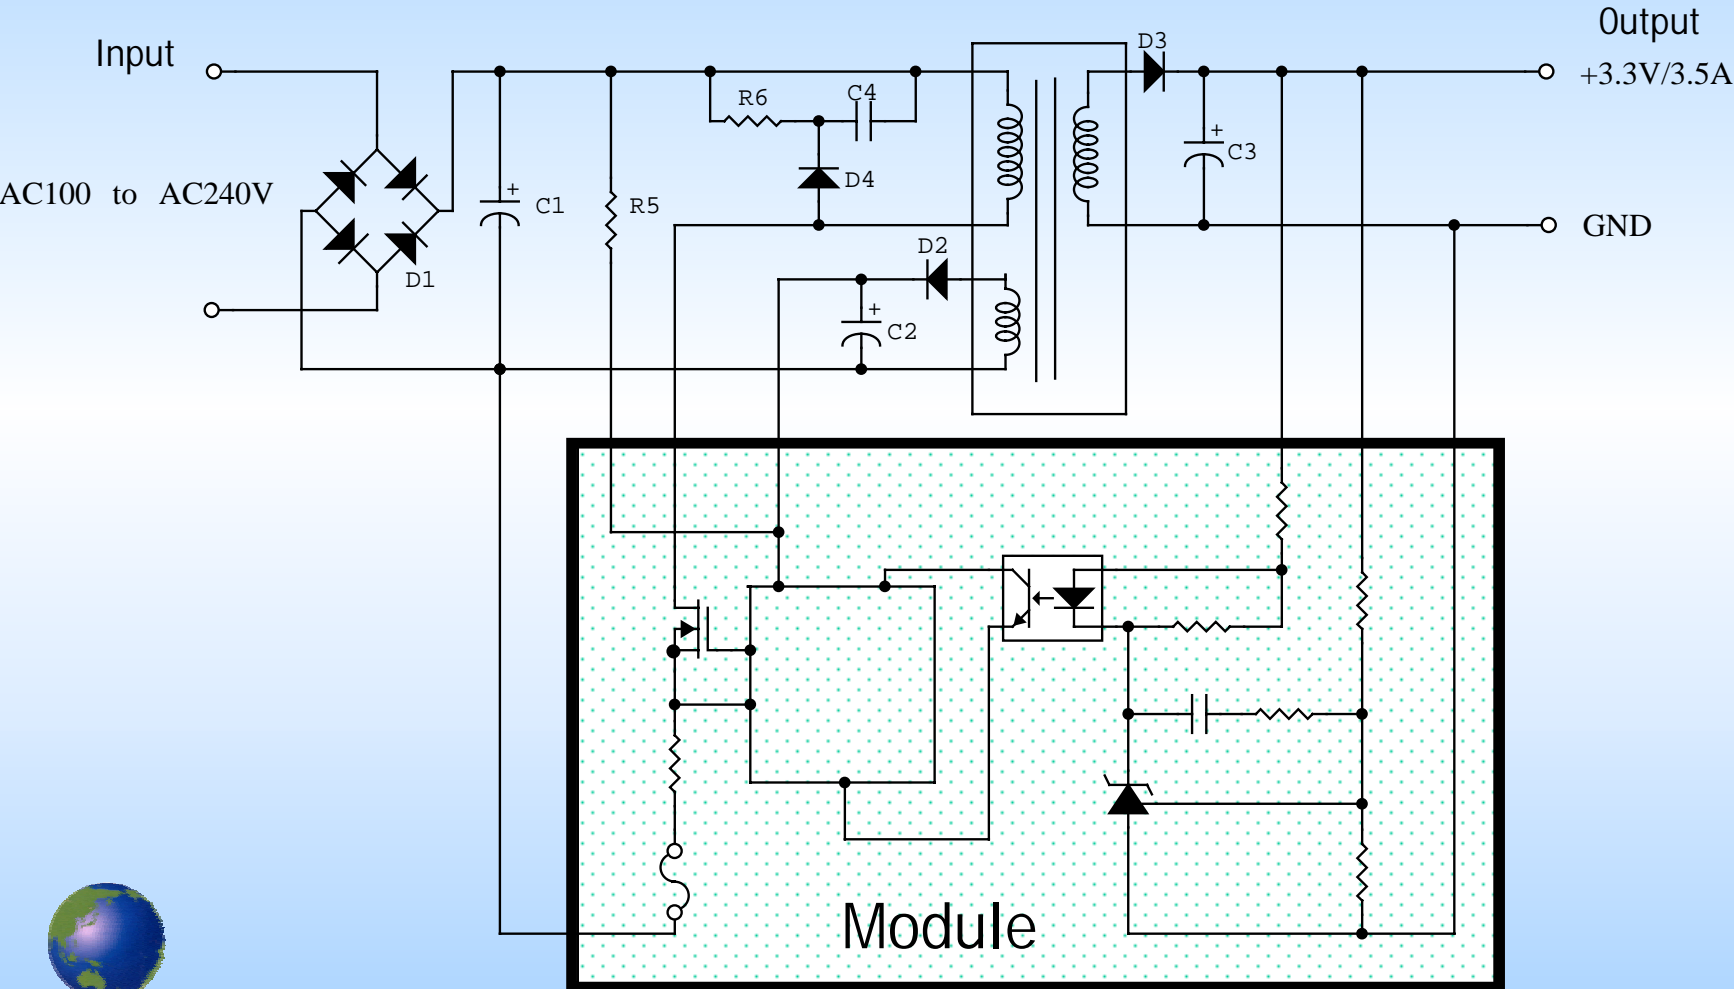 Output
Input
D3
+3.3V/3.5A
R6
C4
+
C3
AC100 to AC240V
+
C1
R5
D4
GND
D2
D1
+
C2
Module